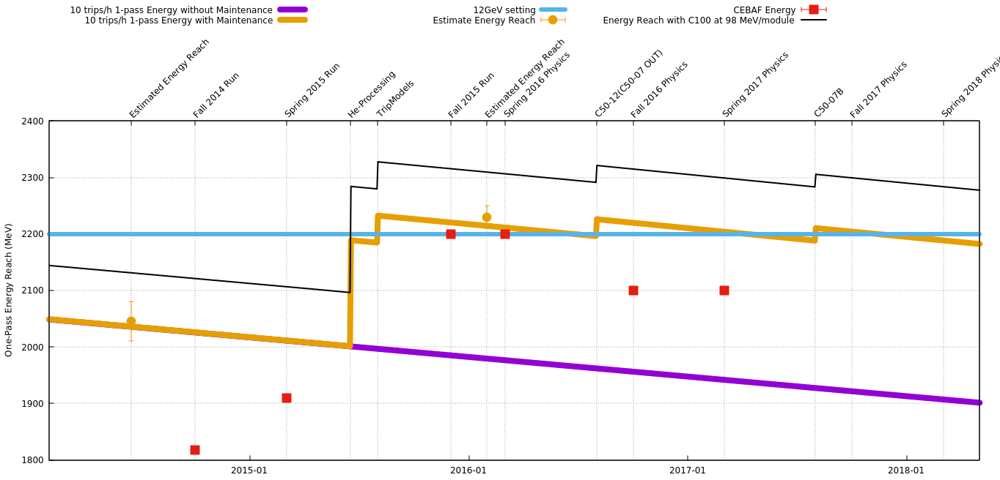 10 trips/h 1-pass Energy without Maintenance
10 trips/h 1-pass Energy with Maintenance
12GeV setting
Estimate Energy Reach
CEBAF Energy
Energy Reach with C100 at 98 MeV/module
Estimated Energy Reach
Fall 2014 Run
Spring 2015 Run
He-Processing
TripModels
Fall 2015 Run
Estimated Energy Reach
Spring 2016 Physics
C50-12(C50-07 OUT)
Fall 2016 Physics
Spring 2017 Physics
C50-07B
Fall 2017 Physics
Spring 2018 Physi
2400
2300
2200
2100
2000
1900
1800
One-Pass Energy Reach (MeV)
2015-01
2016-01
2017-01
2018-01